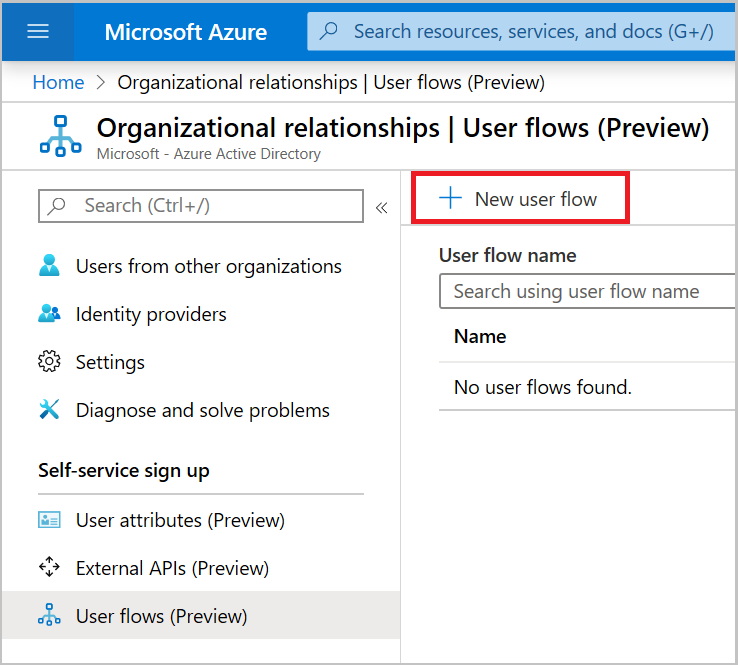 Microsoft Azure
Search resources, services, and docs (G+/)
Home > Organizational relationships | User flows (Preview)
Organizational relationships | User flows (Preview)
Microsoft - Azure Active Directory
Search (Ctrl+/)
«
Users from other organizations
Identity providers
Settings
Diagnose and solve problems
Self-service sign up
User attributes (Preview)
External APIs (Preview)
User flows (Preview)
+ New user flow
User flow name
Search using user flow name
Name
No user flows found.